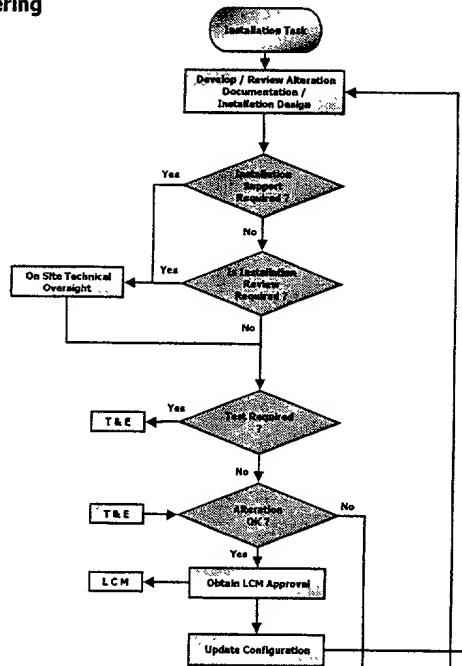 ering
Installation Task
Develop / Review Alteration
Documentation /
Installation Design
Yes
Installation
Support
Required ?
No
On Site Technical
Oversight
Yes
Is Installation
Review
Required ?
No
T & E
Yes
Test Required
?
No
T & E
Alteration
OK ?
No
Yes
LCM
Obtain LCM Approval
Update Configuration